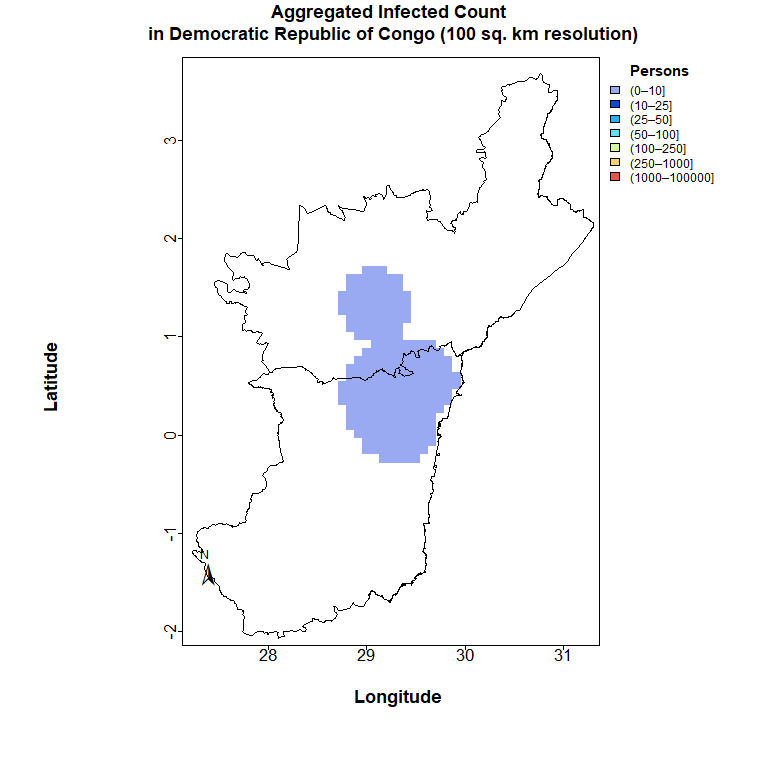 Aggregated Infected Count
in Democratic Republic of Congo (100 sq. km resolution)
Persons
(0–10]
(10–25]
(25–50]
(50–100]
(100–250]
(250–1000]
(1000–100000]
3
2
1
0
-1
-2
Latitude
N
28 29 30 31
Longitude